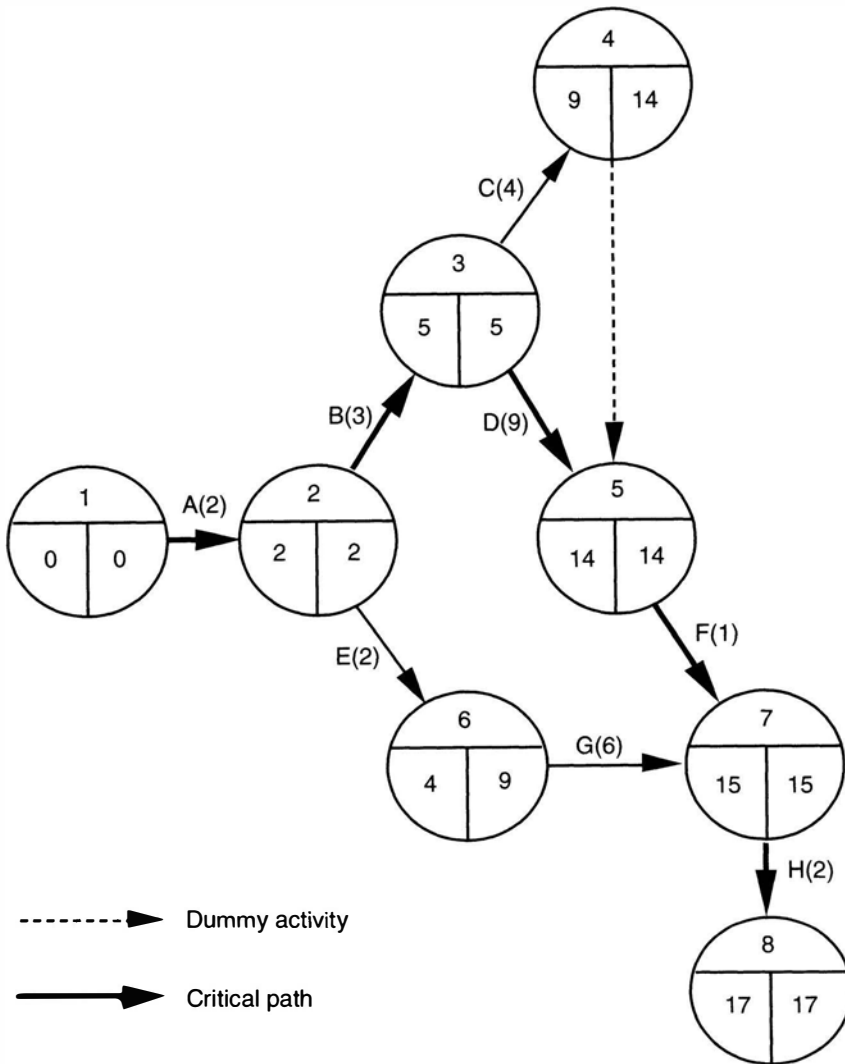 4
9 14
C(4)
3
5 5
B(3)
D(9)
1
0 0
A(2)
2
2 2
5
14 14
E(2)
F(1)
6
4 9
G(6)
7
15 15
H(2)
8
17 17
Dummy activity
Critical path